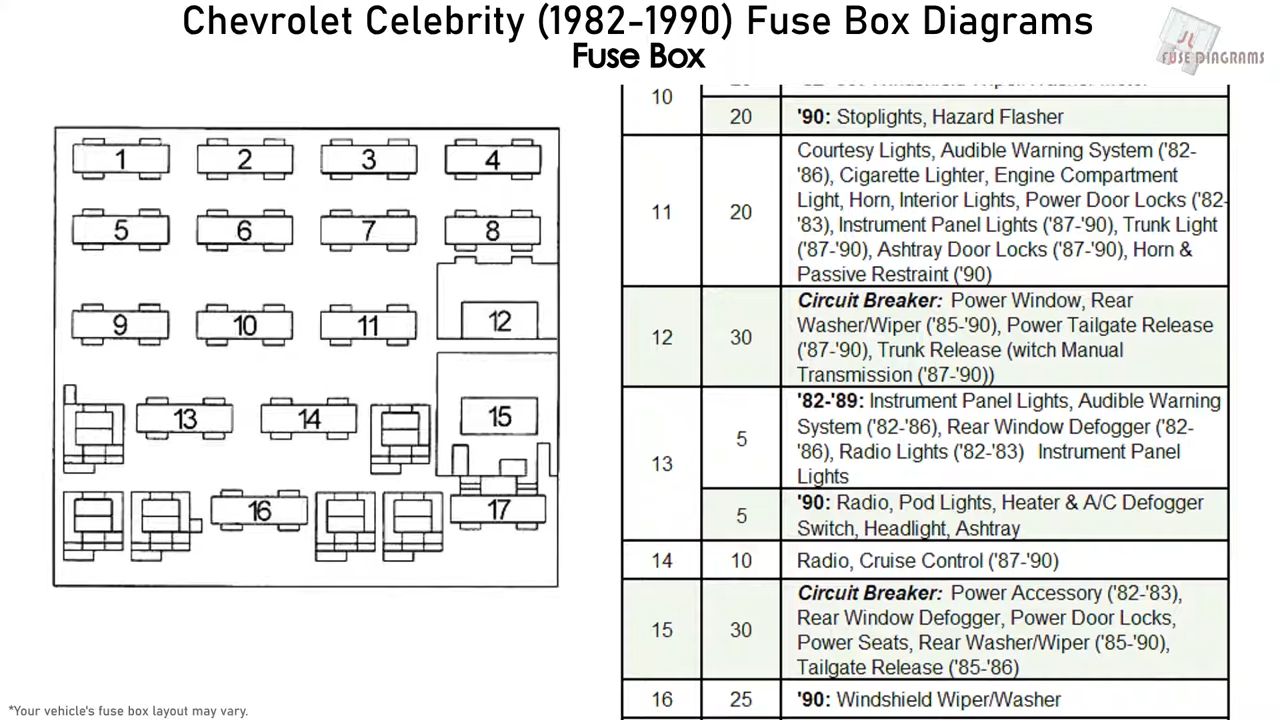 Chevrolet Celebrity (1982-1990) Fuse Box Diagrams
Fuse Box
JL
FUSE DIAGRAMS
1 2 3 4
5 6 7 8
9 10 11 12
13 14 15
16 17
10
20 '90: Stoplights, Hazard Flasher
11 20
Courtesy Lights, Audible Warning System ('82-
'86), Cigarette Lighter, Engine Compartment
Light, Horn, Interior Lights, Power Door Locks ('82-
'83), Instrument Panel Lights ('87-'90), Trunk Light
('87-'90), Ashtray Door Locks ('87-'90), Horn &
Passive Restraint ('90)
12 30
Circuit Breaker: Power Window, Rear
Washer/Wiper ('85-'90), Power Tailgate Release
('87-'90), Trunk Release (witch Manual
Transmission ('87-'90))
13
5
'82-'89: Instrument Panel Lights, Audible Warning
System ('82-'86), Rear Window Defogger ('82-
'86), Radio Lights ('82-'83) Instrument Panel
Lights
5
'90: Radio, Pod Lights, Heater & A/C Defogger
Switch, Headlight, Ashtray
14 10 Radio, Cruise Control ('87-'90)
15 30
Circuit Breaker: Power Accessory ('82-'83),
Rear Window Defogger, Power Door Locks,
Power Seats, Rear Washer/Wiper ('85-'90),
Tailgate Release ('85-'86)
16 25 '90: Windshield Wiper/Washer
*Your vehicle's fuse box layout may vary.